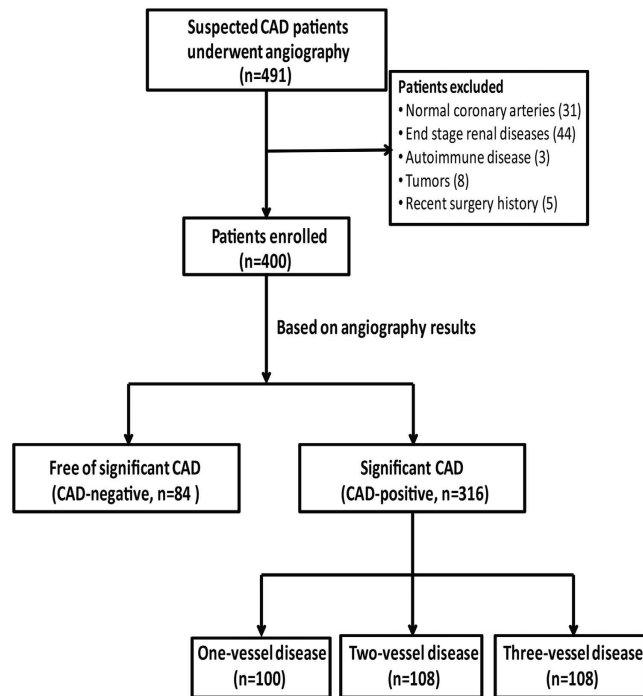 Suspected CAD patients
underwent angiography
(n=491)
Patients excluded
• Normal coronary arteries (31)
• End stage renal diseases (44)
• Autoimmune disease (3)
• Tumors (8)
• Recent surgery history (5)
Patients enrolled
(n=400)
Based on angiography results
Free of significant CAD
(CAD-negative, n=84 )
Significant CAD
(CAD-positive, n=316)
One-vessel disease
(n=100)
Two-vessel disease
(n=108)
Three-vessel disease
(n=108)